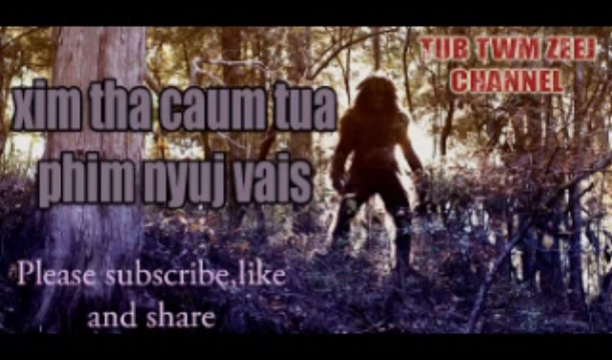 TUB TWM ZEEJ
CHANNEL
xim tha caum tua
phim nyuj vais
Please subscribe,like
and share